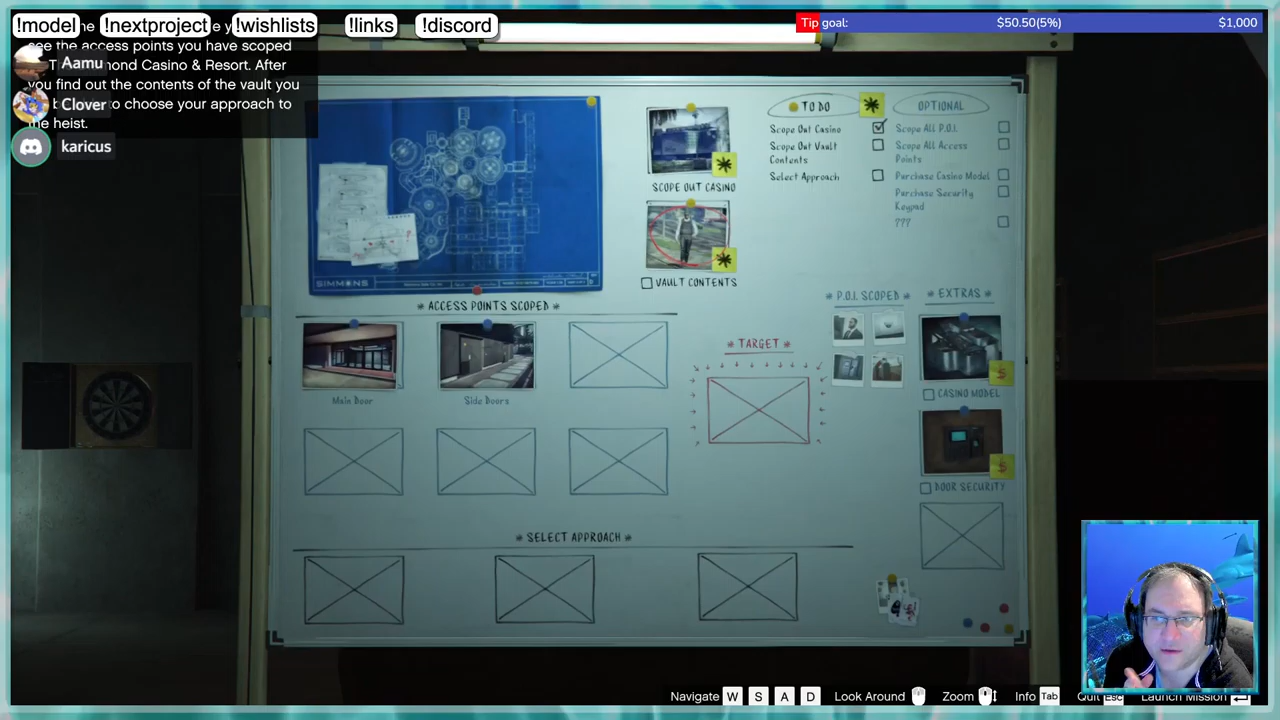 !model !nextproject !wishlists !links !discord
Tip goal: $50.50(5%) $1,000
see the access points you have scoped
Casino & Resort. After
Aamu
you find out the contents of the vault you
Clover
to choose your approach to
the heist.
karicus
SIMMONS
SCOPE OUT CASINO
VAULT CONTENTS
TO DO
Scope Out Casino
Scope Out Vault
Contents
Select Approach
OPTIONAL
Scope All P.O.I.
Scope All Access
Points
Purchase Casino Model
Purchase Security
Keypad
???
ACCESS POINTS SCOPED
Main Door
Side Doors
TARGET
P.O.I. SCOPED
EXTRAS
CASINO MODEL
DOOR SECURITY
SELECT APPROACH
Navigate W S A D Look Around Zoom Info Tab Quit Esc Launch Mission